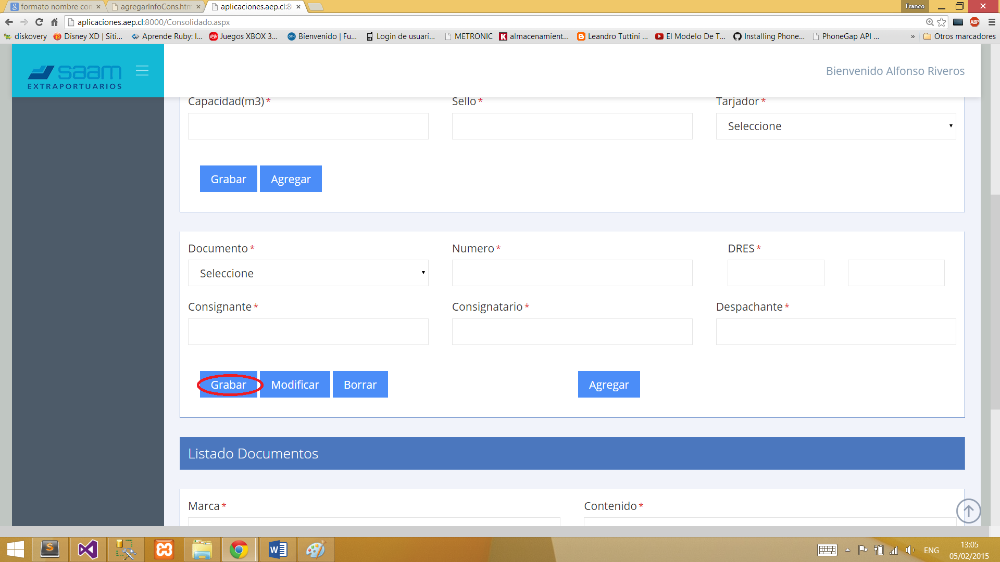 formato nombre con
agregarInfoCons.htm
aplicaciones.aep.cl:8
Franco
aplicaciones.aep.cl:8000/Consolidado.aspx
ABP
diskovery
Disney XD | Siti...
Aprende Ruby: I...
Juegos XBOX 3...
Bienvenido | Fu...
Login de usuari...
METRONIC
almacenamient...
Leandro Tuttini ...
El Modelo De T...
Installing Phone...
PhoneGap API ...
»
Otros marcadores
saam
EXTRAPORTUARIOS
Bienvenido Alfonso Riveros
Capacidad(m3) * Sello * Tarjador *
Seleccione
Grabar Agregar
Documento * Numero * DRES *
Seleccione
Consignante * Consignatario * Despachante *
Grabar Modificar Borrar Agregar
Listado Documentos
Marca * Contenido *
ENG
13:05
05/02/2015